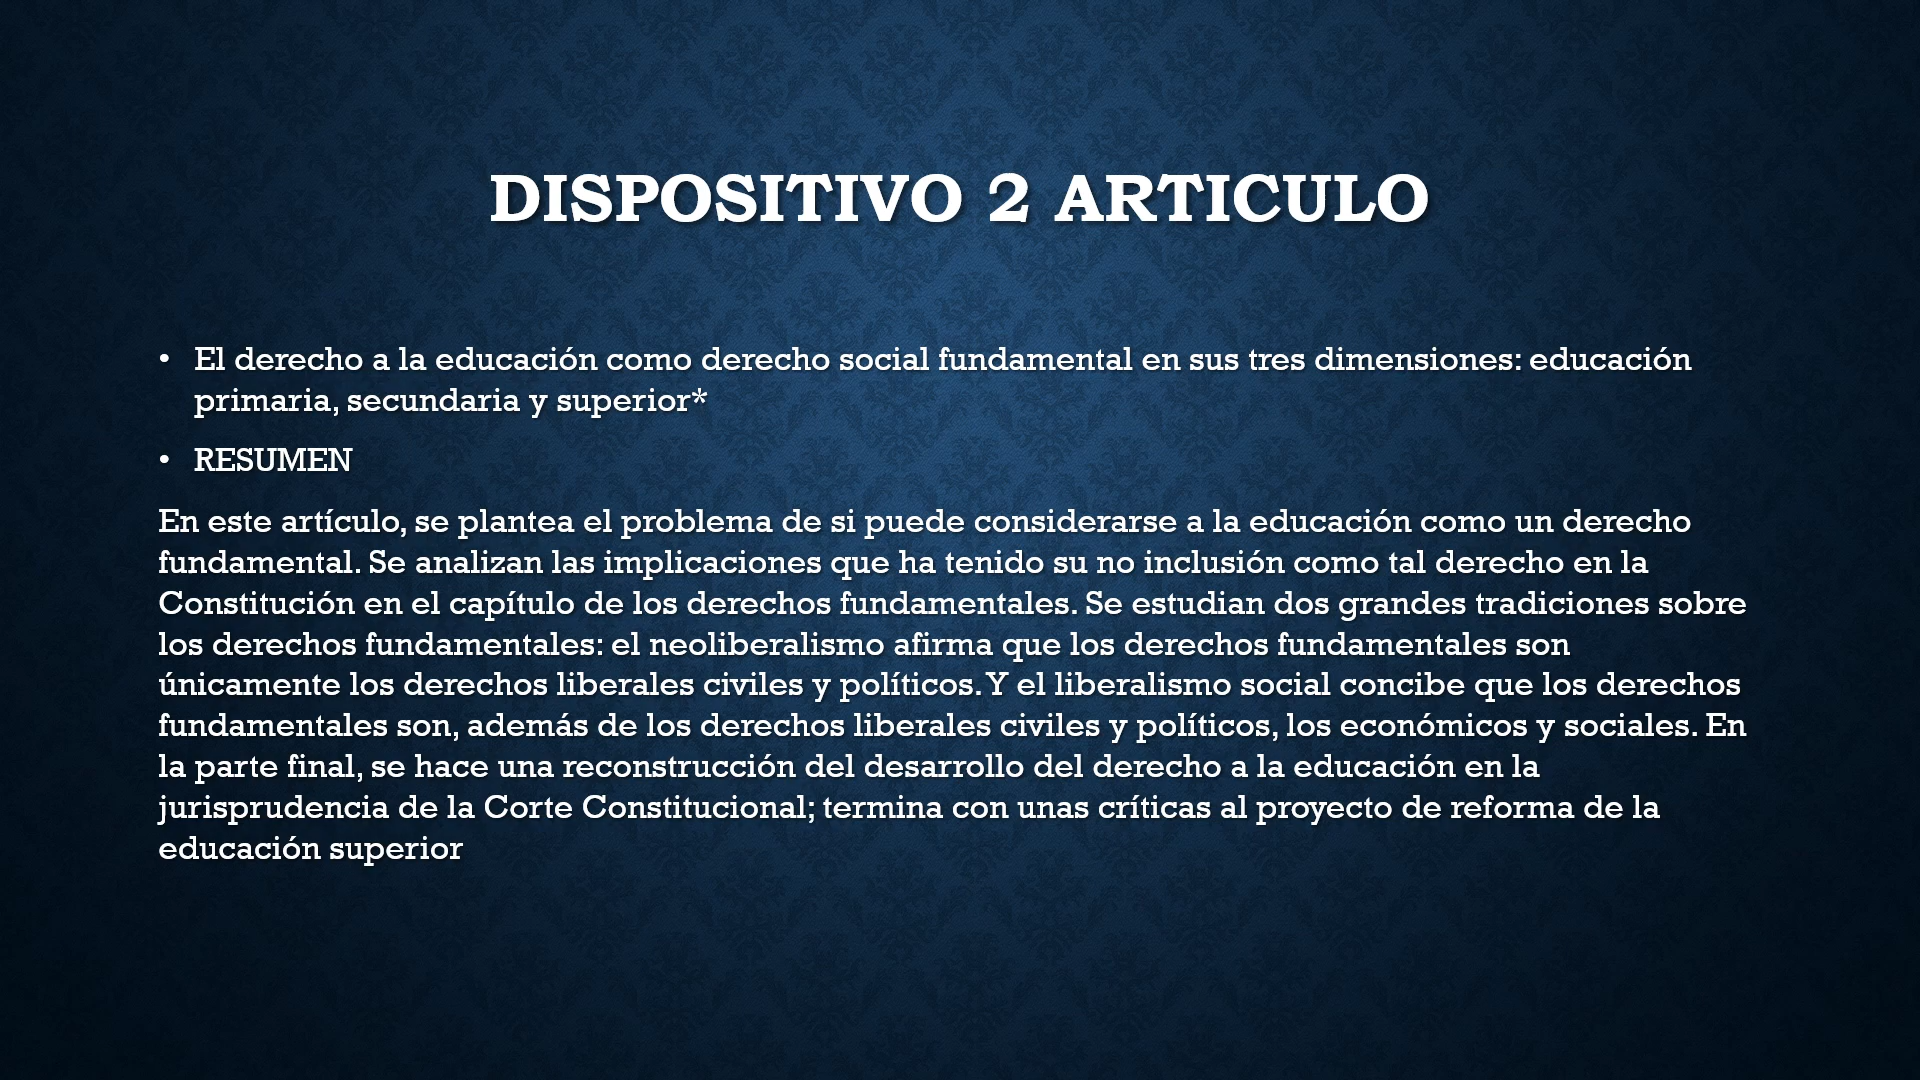 DISPOSITIVO 2 ARTICULO
• El derecho a la educación como derecho social fundamental en sus tres dimensiones: educación
primaria, secundaria y superior*
• RESUMEN
En este artículo, se plantea el problema de si puede considerarse a la educación como un derecho
fundamental. Se analizan las implicaciones que ha tenido su no inclusión como tal derecho en la
Constitución en el capítulo de los derechos fundamentales. Se estudian dos grandes tradiciones sobre
los derechos fundamentales: el neoliberalismo afirma que los derechos fundamentales son
únicamente los derechos liberales civiles y políticos. Y el liberalismo social concibe que los derechos
fundamentales son, además de los derechos liberales civiles y políticos, los económicos y sociales. En
la parte final, se hace una reconstrucción del desarrollo del derecho a la educación en la
jurisprudencia de la Corte Constitucional; termina con unas críticas al proyecto de reforma de la
educación superior